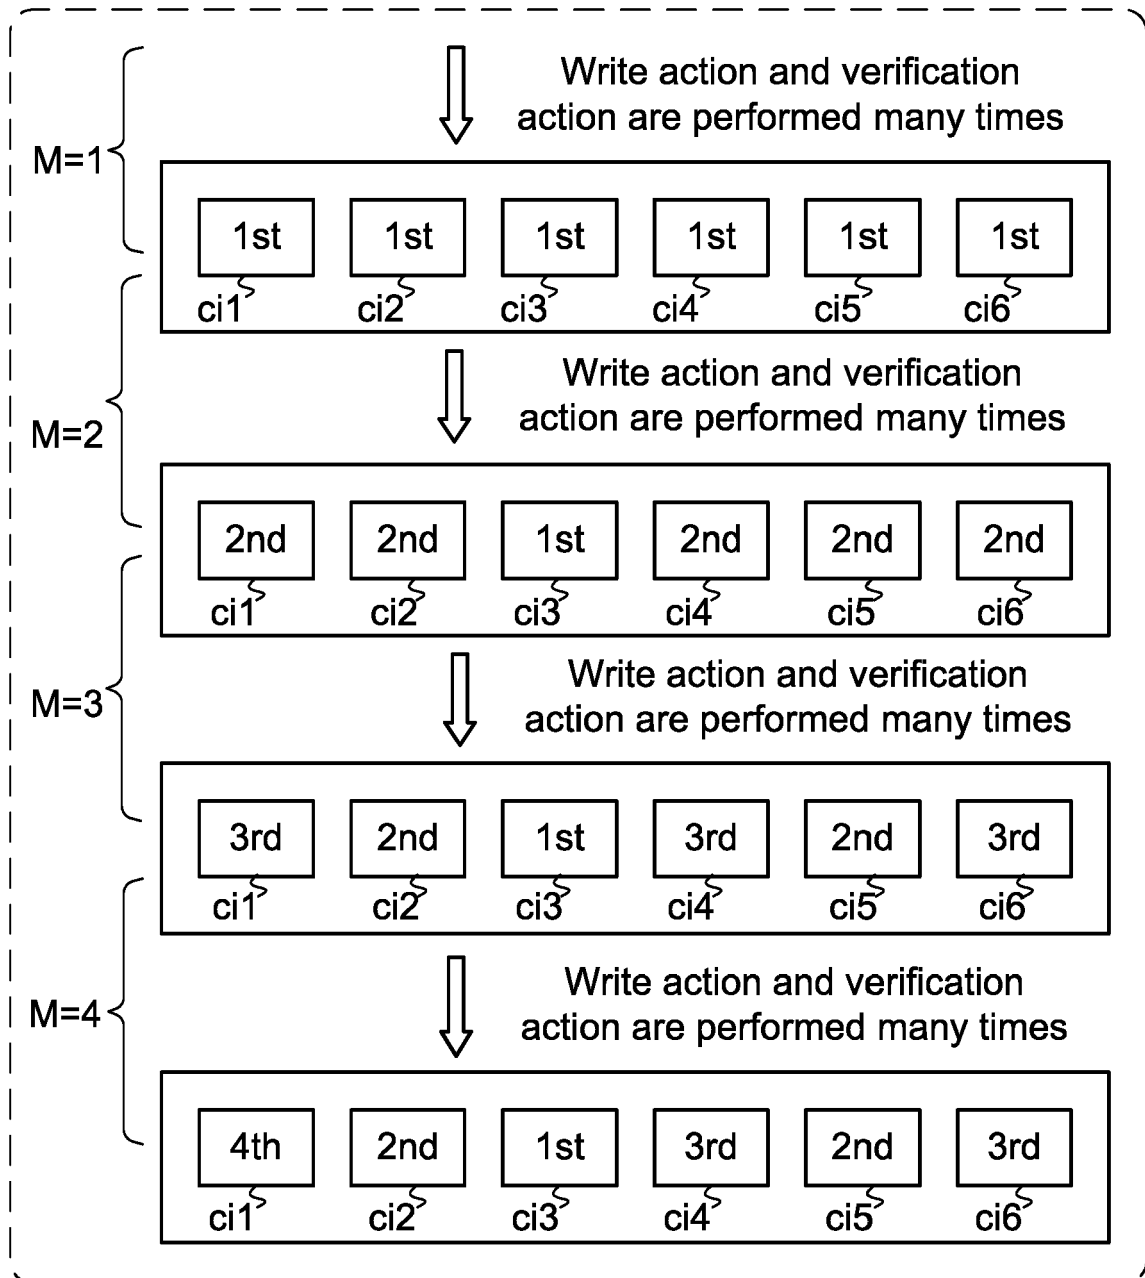 Write action and verification
action are performed many times
M=1
1st 1st 1st 1st 1st 1st
ci1 ci2 ci3 ci4 ci5 ci6
Write action and verification
action are performed many times
M=2
2nd 2nd 1st 2nd 2nd 2nd
ci1 ci2 ci3 ci4 ci5 ci6
Write action and verification
action are performed many times
M=3
3rd 2nd 1st 3rd 2nd 3rd
ci1 ci2 ci3 ci4 ci5 ci6
Write action and verification
action are performed many times
M=4
4th 2nd 1st 3rd 2nd 3rd
ci1 ci2 ci3 ci4 ci5 ci6